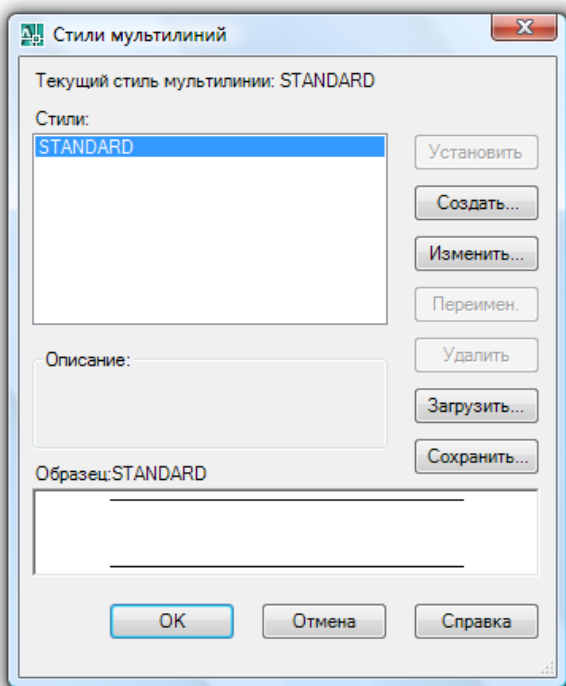 Стили мультилиний
Текущий стиль мультилинии: STANDARD
Стили:
STANDARD
Установить
Создать...
Изменить...
Переимен.
Удалить
Загрузить...
Сохранить...
Описание:
Образец:STANDARD
OK
Отмена
Справка